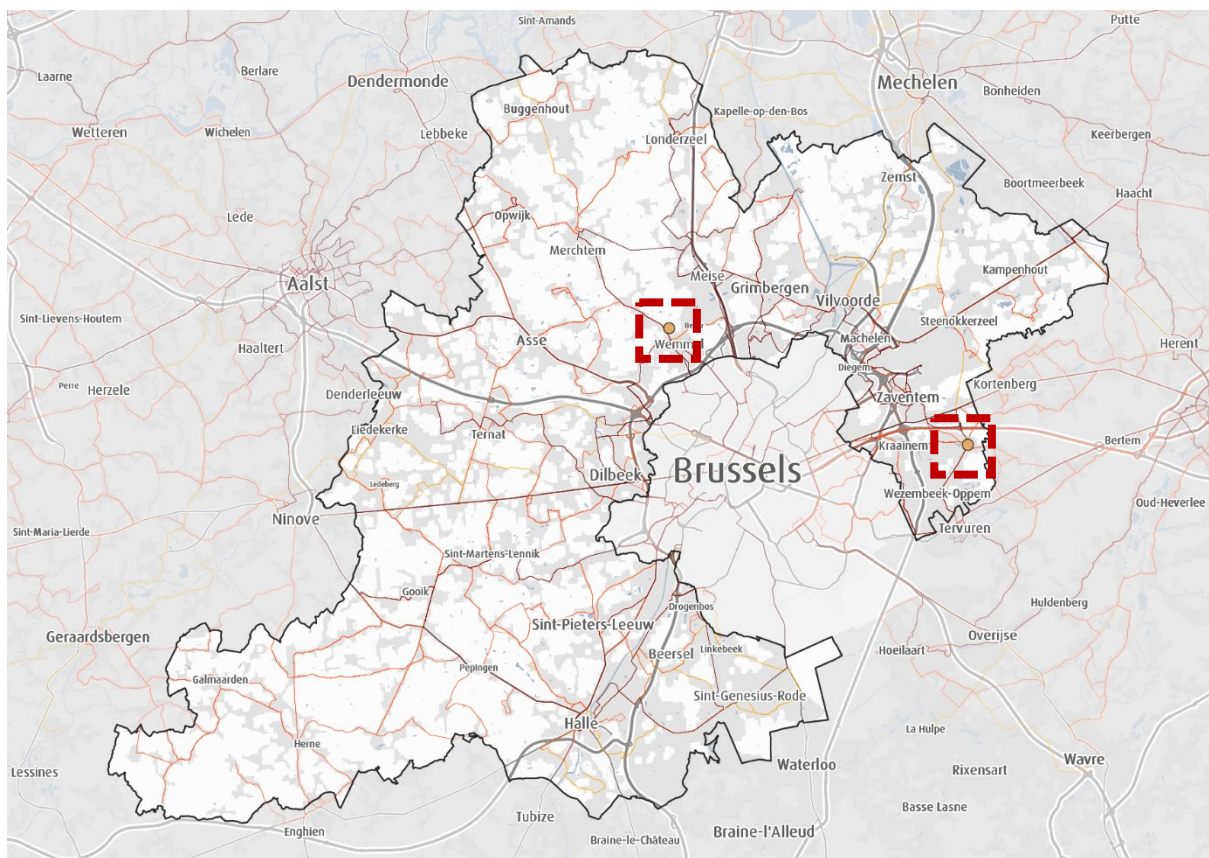 Sint-Amands
Putte
Laarne
Berlare
Dendermonde
Mechelen
Bonheiden
Buggenhout
Kapelle-op-den-Bos
Wetteren
Wichelen
Lebbeke
Londerzeel
Keerbergen
Zemst
Boortmeerbeek
Haacht
Lede
Opwijk
Merchtem
Kampenhout
Aalst
Meise
Grimbergen
Vilvoorde
Sint-Lievens-Houtem
Steenokkerzeel
Asse
Wemmel
Machelen
Haaltert
Herent
Diegem
Perre
Herzele
Denderleeuw
Kortenberg
Zaventem
Liedekerke
Ternat
Kraainem
Bertem
Dilbeek
Brussels
Ledeberg
Wezembeek-Oppem
Oud-Heverlee
Ninove
Tervuren
Sint-Maria-Lierde
Sint-Martens-Lennik
Gooik
Drogenbos
Huldenberg
Sint-Pieters-Leeuw
Geraardsbergen
Overijse
Linkebeek
Beersel
Hoeilaart
Pepingen
Galmaarden
Sint-Genesius-Rode
Halle
La Hulpe
Herne
Wavre
Waterloo
Rixensart
Lessines
Basse Lasne
Tubize
Enghien
Braine-l'Alleud
Braine-le-Château